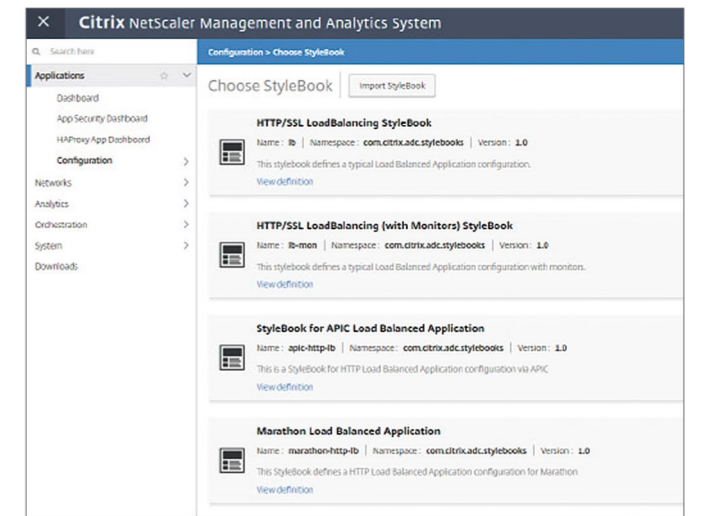 Citrix NetScaler Management and Analytics System
Search here
Configuration > Choose StyleBook
Applications
Dashboard
App Security Dashboard
HAProxy App Dashboard
Configuration
Networks
Analytics
Orchestration
System
Downloads
Choose StyleBook
Import StyleBook
HTTP/SSL LoadBalancing StyleBook
Name : lb | Namespace : com.citrix.adc.stylebooks | Version : 1.0
This stylebook defines a typical Load Balanced Application configuration.
View definition
HTTP/SSL LoadBalancing (with Monitors) StyleBook
Name : lb-mon | Namespace : com.citrix.adc.stylebooks | Version : 1.0
This stylebook defines a typical Load Balanced Application configuration with monitors.
View definition
StyleBook for APIC Load Balanced Application
Name : apic-http-lb | Namespace : com.citrix.adc.stylebooks | Version : 1.0
This is a StyleBook for HTTP Load Balanced Application configuration via APIC
View definition
Marathon Load Balanced Application
Name : marathon-http-lb | Namespace : com.citrix.adc.stylebooks | Version : 1.0
This StyleBook defines a HTTP Load Balanced Application configuration for Marathon
View definition